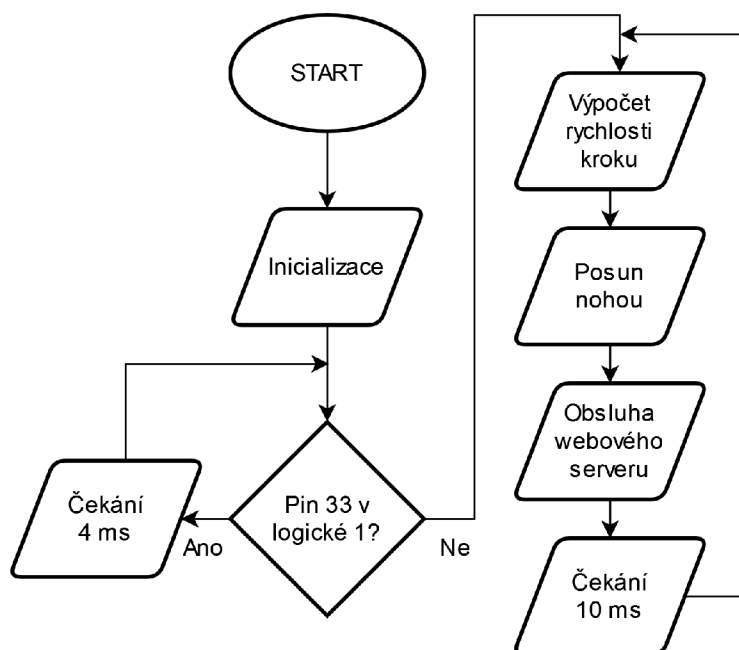 START
Inicializace
Pin 33 v
logické 1?
Ano
Čekání
4 ms
Ne
Výpočet
rychlosti
kroku
Posun
nohou
Obsluha
webového
serveru
Čekání
10 ms